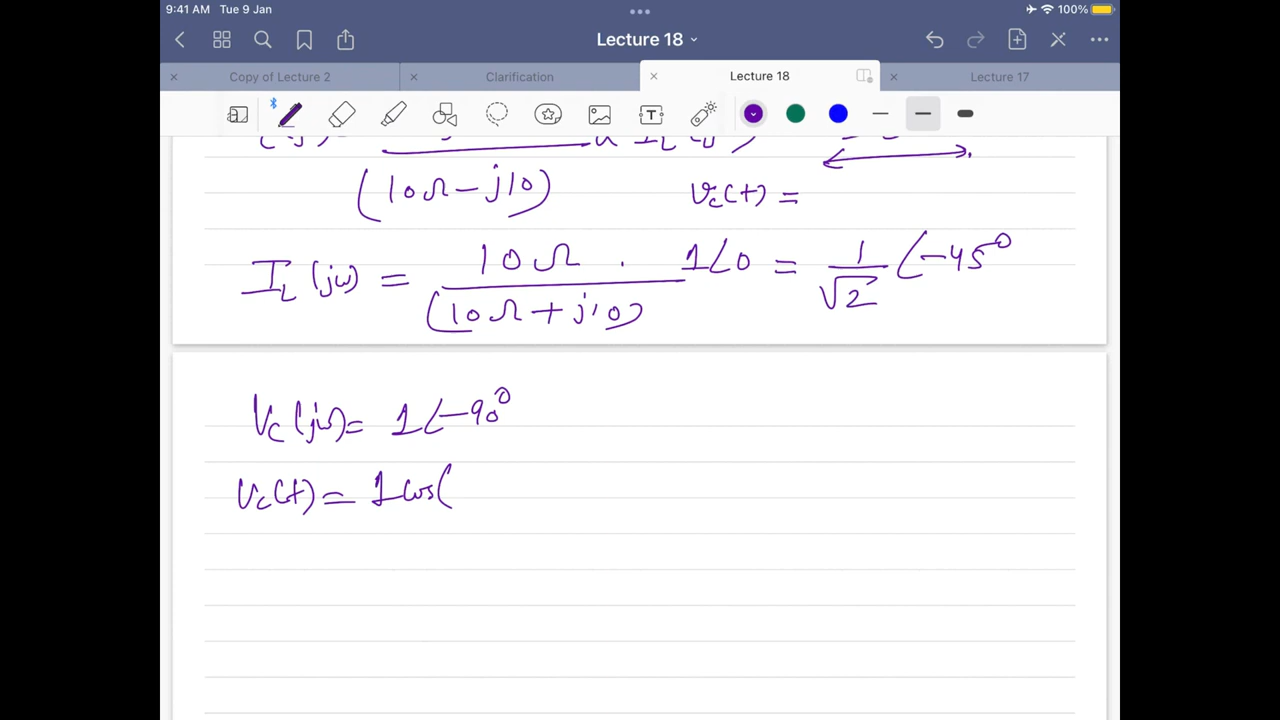 9:41 AM Tue 9 Jan
100%
Lecture 18
Copy of Lecture 2
Clarification
Lecture 18
Lecture 17
T
(10Ω - j10)
Vc(t) =
I_L (jω) = 10Ω . 1∠0 = 1 ∠-45°
(10Ω + j10) √2
Vc (jω) = 1∠-90°
Vc(t) = 1 cos(